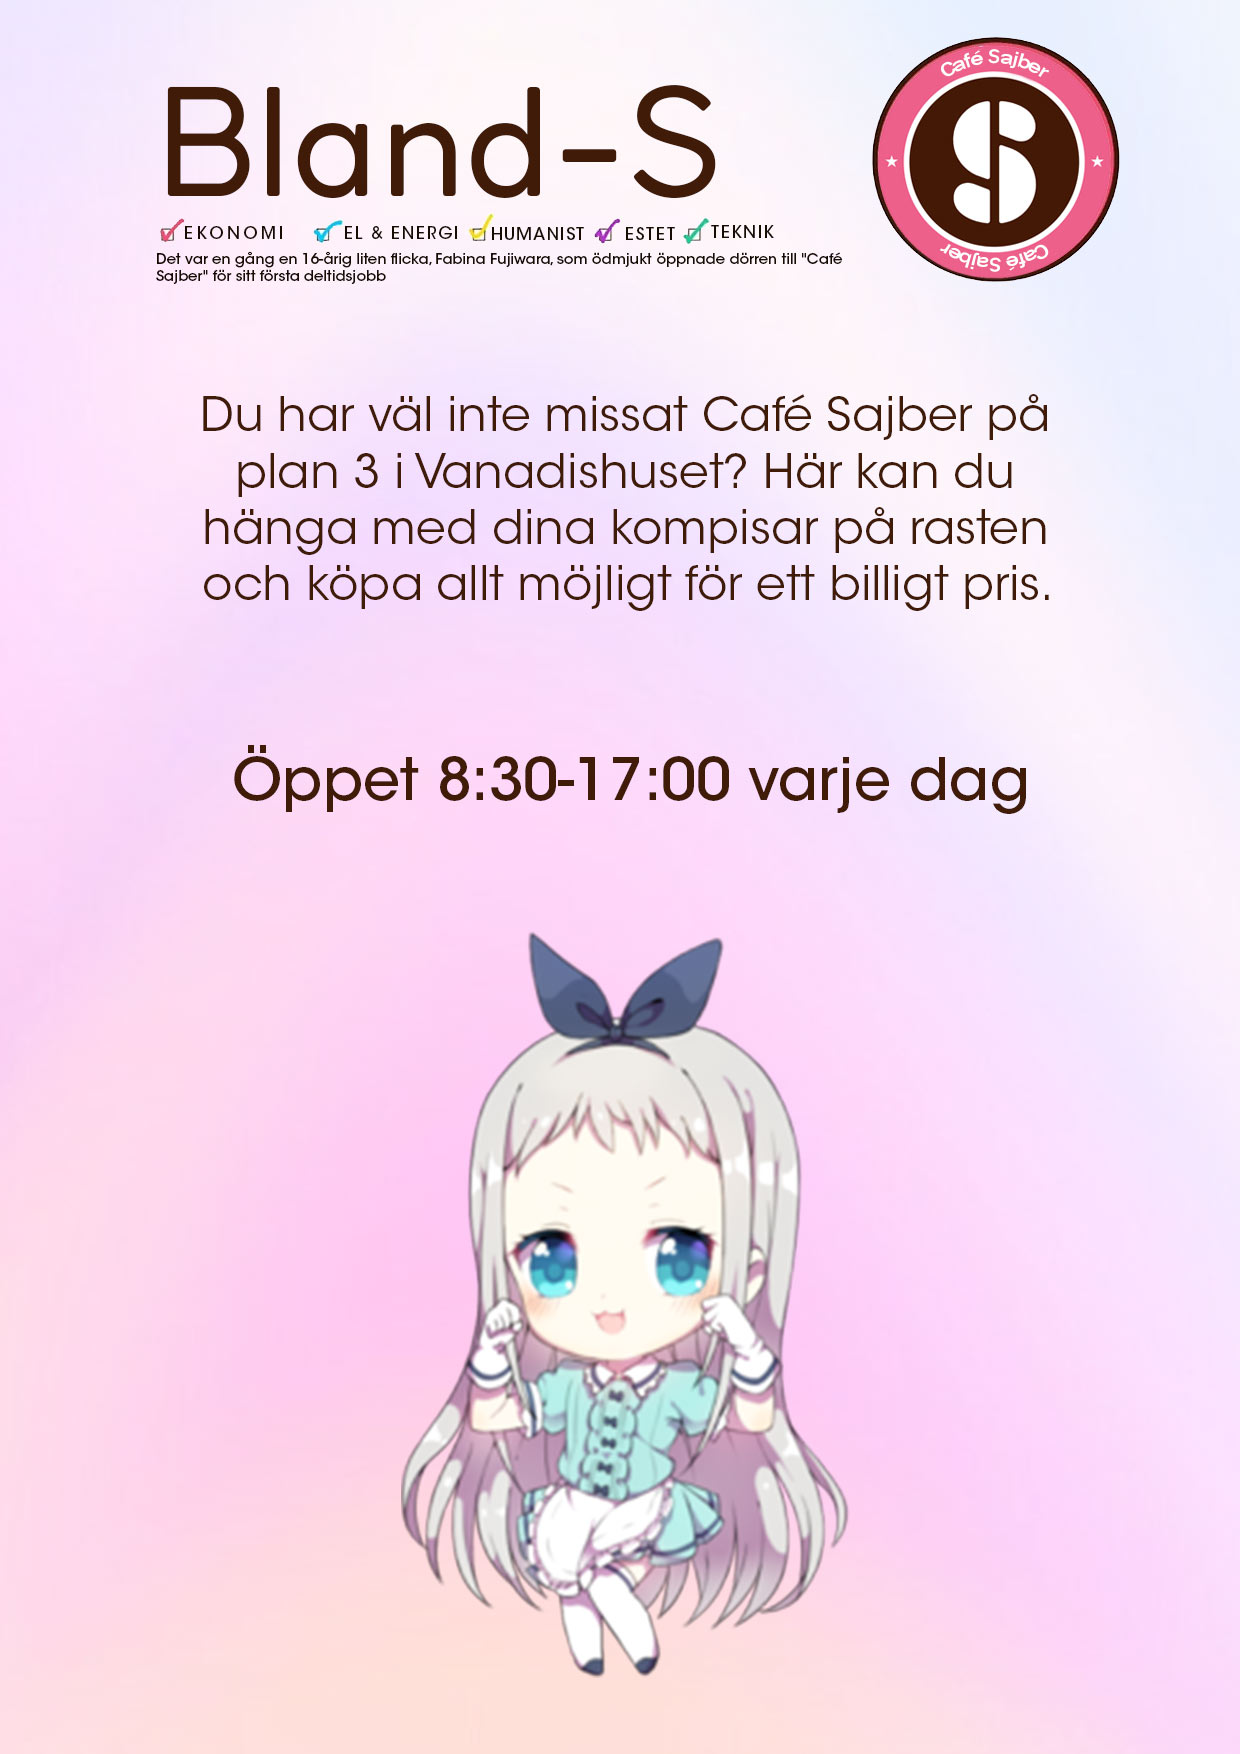 Bland-S
Café Sajber
S
Café Sajber
EKONOMI EL & ENERGI HUMANIST ESTET TEKNIK
Det var en gång en 16-årig liten flicka, Fabina Fujiwara, som ödmjukt öppnade dörren till "Café
Sajber" för sitt första deltidsjobb
Du har väl inte missat Café Sajber på
plan 3 i Vanadishuset? Här kan du
hänga med dina kompisar på rasten
och köpa allt möjligt för ett billigt pris.
Öppet 8:30-17:00 varje dag